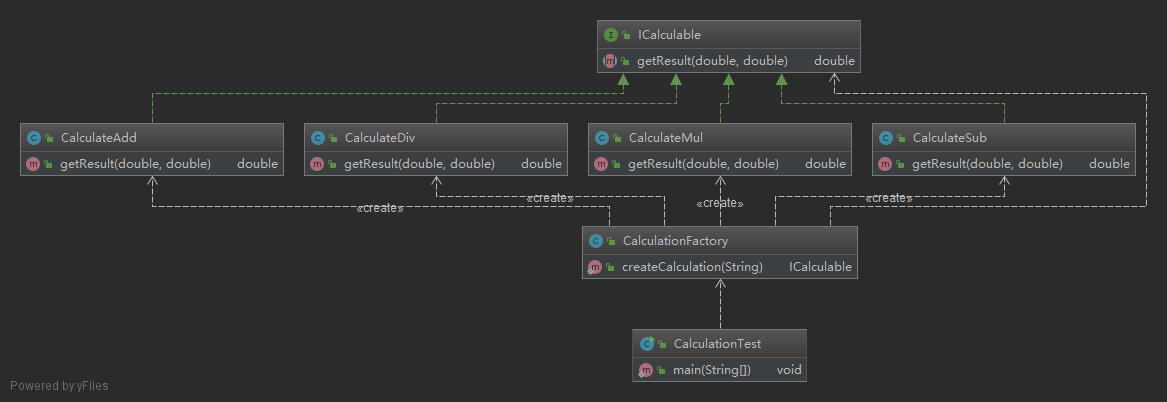 ICalculable
getResult(double, double) double
CalculateAdd
getResult(double, double) double
CalculateDiv
getResult(double, double) double
CalculateMul
getResult(double, double) double
CalculateSub
getResult(double, double) double
«create»
«create»
«create»
«create»
CalculationFactory
createCalculation(String) ICalculable
CalculationTest
main(String[]) void
Powered by yFiles